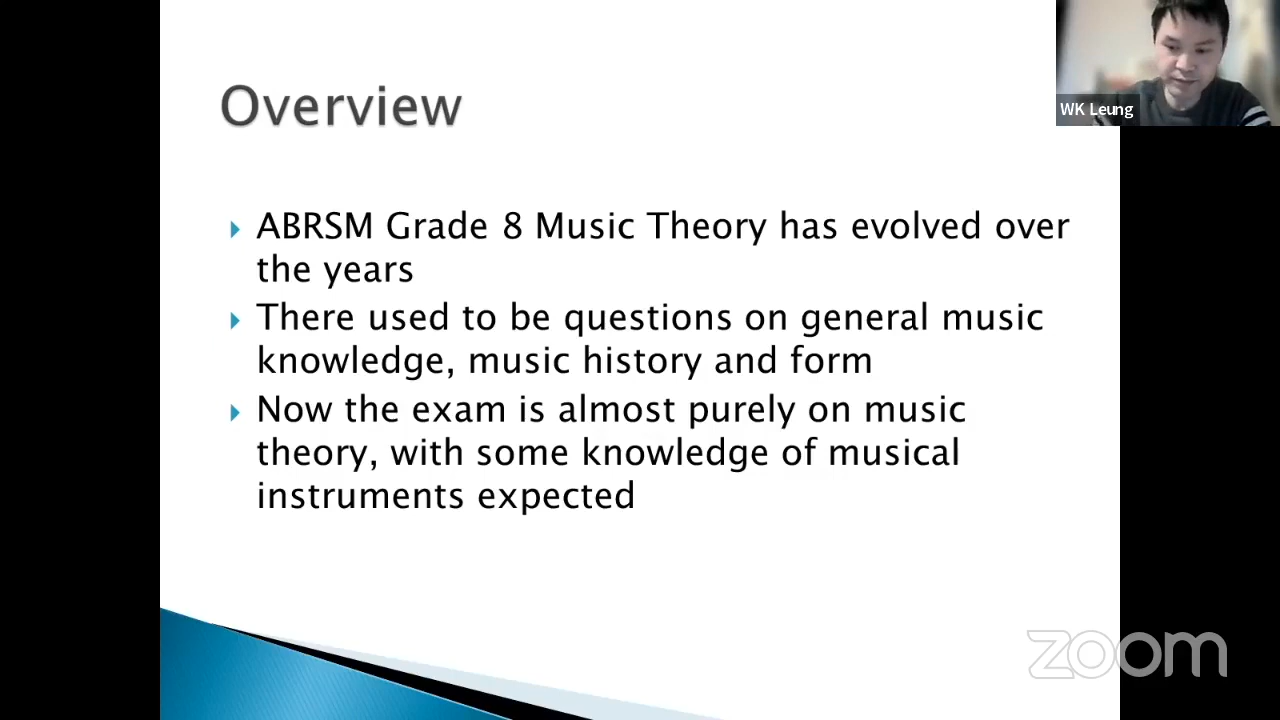 Overview
WK Leung
ABRSM Grade 8 Music Theory has evolved over
the years
There used to be questions on general music
knowledge, music history and form
Now the exam is almost purely on music
theory, with some knowledge of musical
instruments expected
zoom